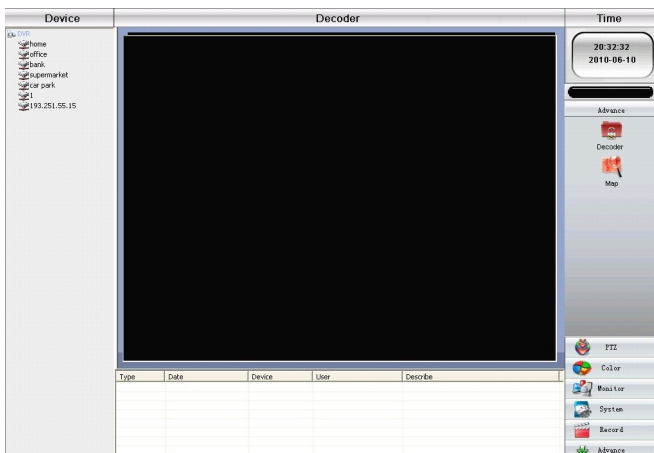 Device
Decoder
Time
DVR
home
office
bank
supermarket
car park
1
193.251.55.15
20:32:32
2010-06-10
Advance
Decoder
Map
PTZ
Color
Monitor
System
Record
Advance
Type Date Device User Describe